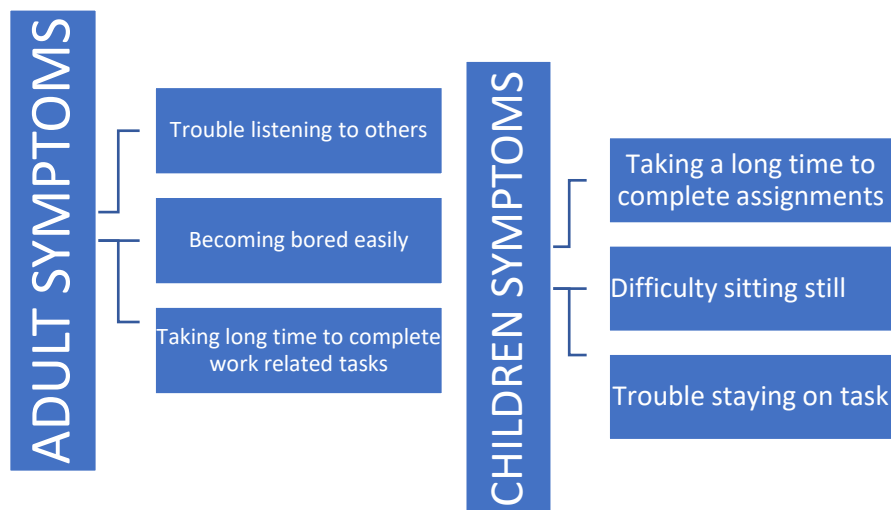 ADULT SYMPTOMS
Trouble listening to others
Becoming bored easily
Taking long time to complete
work related tasks
CHILDREN SYMPTOMS
Taking a long time to
complete assignments
Difficulty sitting still
Trouble staying on task